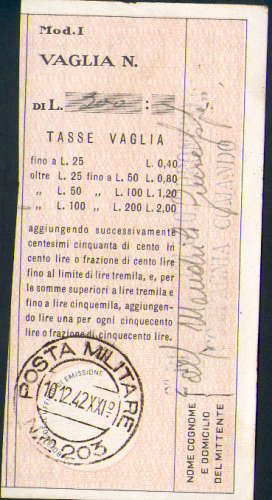 Mod. I
VAGLIA N.
DI L. 300
TASSE VAGLIA
fino a L. 25 L. 0,40
oltre L. 25 fino a L. 50 L. 0,80
„ L. 50 „ L. 100 L. 1,20
„ L. 100 „ L. 200 L. 2,00
aggiungendo successivamente
centesimi cinquanta di cento in
cento lire o frazione di cento lire
fino al limite di lire tremila, e, per
le somme superiori a lire tremila e
fino a lire cinquemila, aggiungen-
do lire una per ogni cinquecento
lire o frazione di cinquecento lire.
POSTA MILITARE
EMISSIONE
10.12.42 XXI
N. 203
COMANDO
NOME COGNOME
E DOMICILIO
DEL MITTENTE